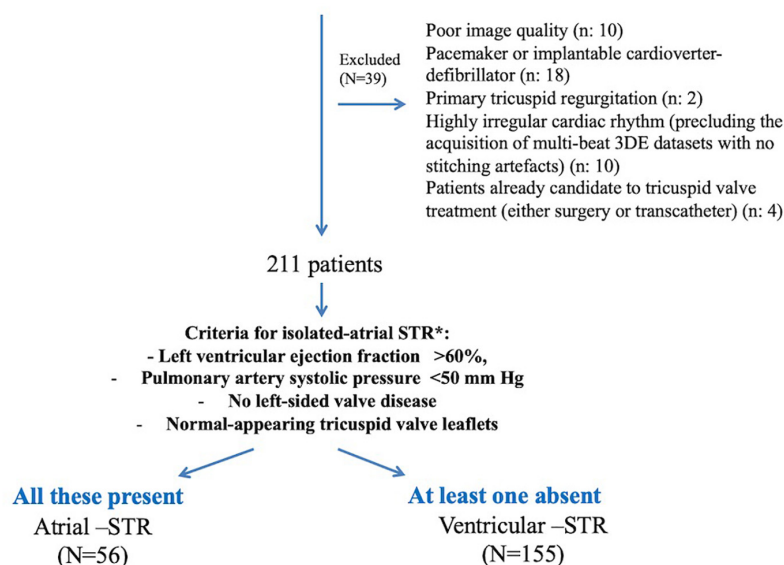 Poor image quality (n: 10)
Pacemaker or implantable cardioverter-
defibrillator (n: 18)
Primary tricuspid regurgitation (n: 2)
Highly irregular cardiac rhythm (precluding the
acquisition of multi-beat 3DE datasets with no
stitching artefacts) (n: 10)
Patients already candidate to tricuspid valve
treatment (either surgery or transcatheter) (n: 4)
Excluded
(N=39)
211 patients
Criteria for isolated-atrial STR*:
- Left ventricular ejection fraction >60%,
- Pulmonary artery systolic pressure <50 mm Hg
- No left-sided valve disease
- Normal-appearing tricuspid valve leaflets
All these present
Atrial –STR
(N=56)
At least one absent
Ventricular –STR
(N=155)